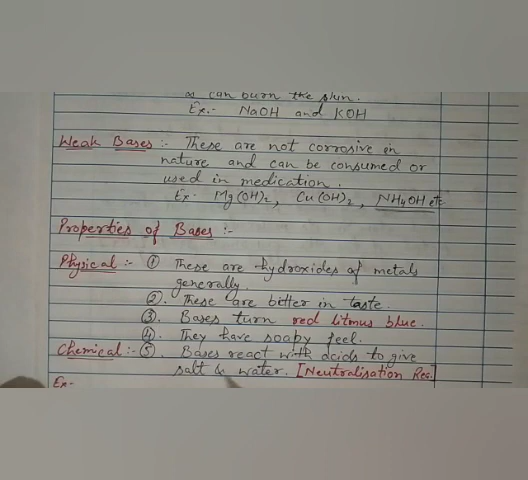 as can burn the skin.
Ex.- NaOH and KOH
Weak Bases :- These are not corrosive in
nature and can be consumed or
used in medication.
Ex- Mg(OH)2, Cu(OH)2, NH4OH etc
Properties of Bases :-
Physical :- ① These are hydroxides of metals
generally.
②. These are bitter in taste.
③. Bases turn red litmus blue.
④. They have soapy feel.
Chemical :- ⑤. Bases react with acids to give
salt & water. [Neutralisation Rea.]
Ex-